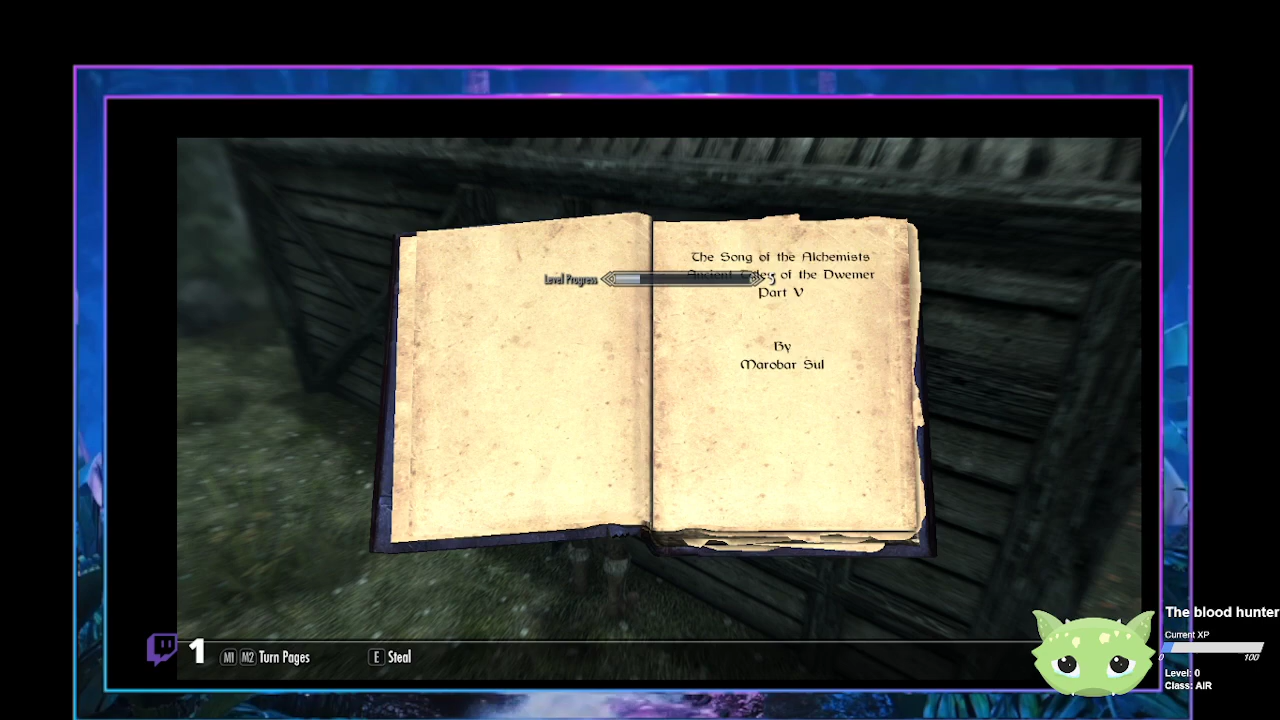 The Song of the Alchemists
Ancient Tales of the Dwemer
Part V
Level Progress
5
By
Marobar Sul
1
M1 M2 Turn Pages
E Steal
The blood hunter
Current XP
0 100
Level: 0
Class: AIR